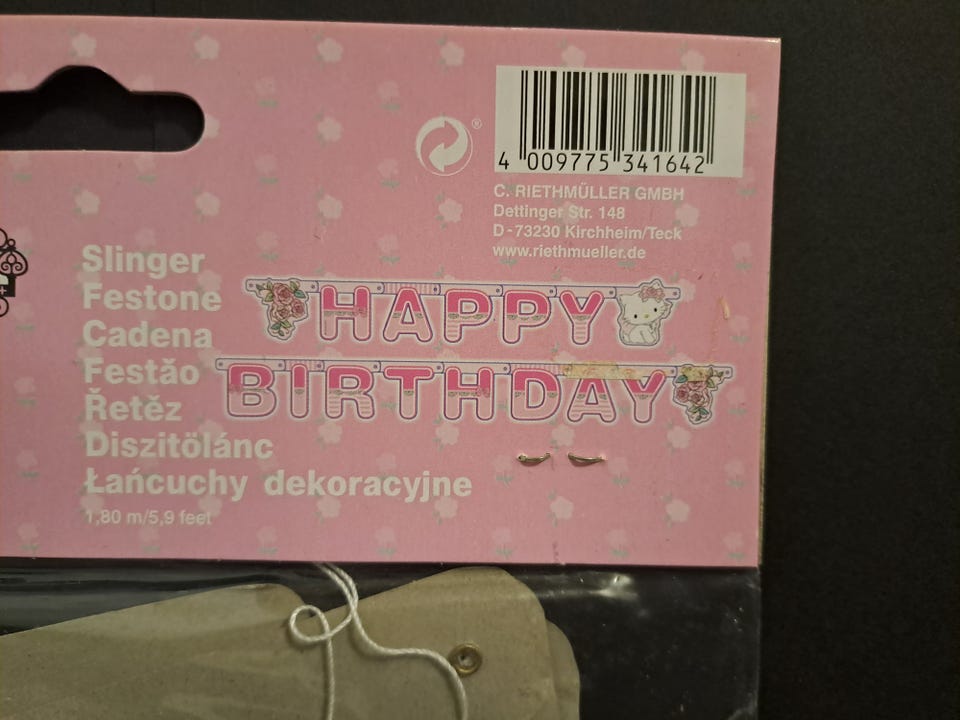 4 009775 341642
®
C. RIETHMÜLLER GMBH
Dettinger Str. 148
D-73230 Kirchheim/Teck
www.riethmueller.de
Slinger
Festone
Cadena
Festão
Řetěz
Diszitölánc
Łańcuchy dekoracyjne
1,80 m/5,9 feet
HAPPY
BIRTHDAY